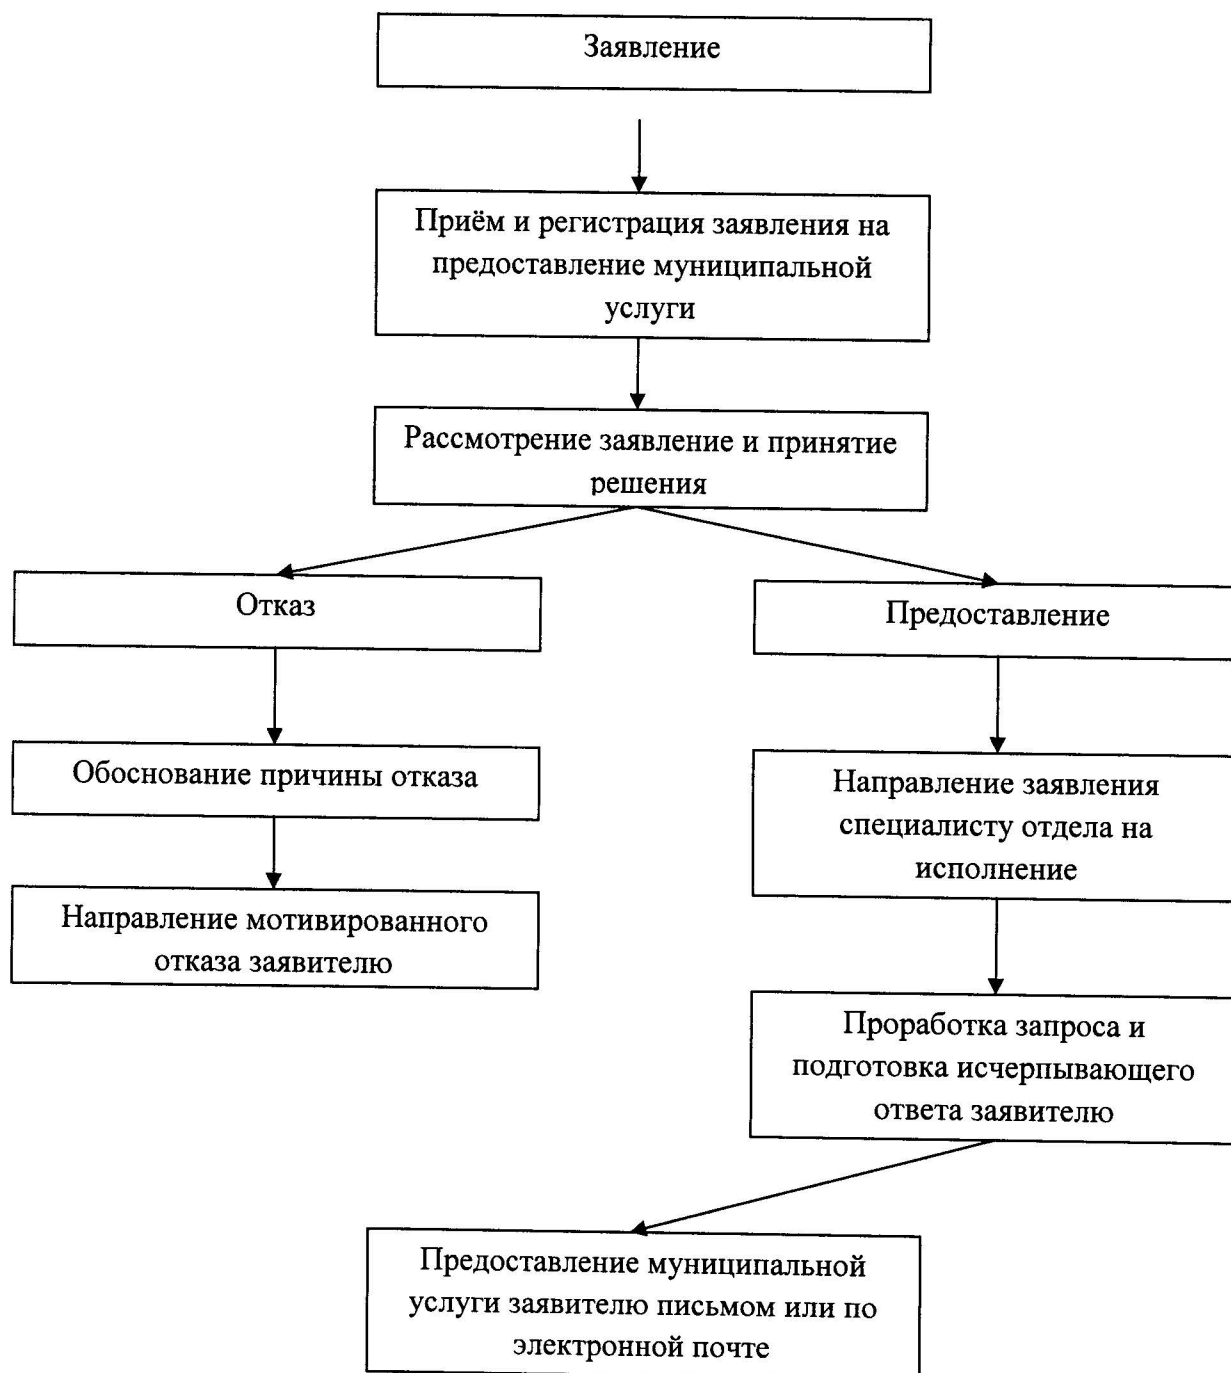 Заявление
Приём и регистрация заявления на
предоставление муниципальной
услуги
Рассмотрение заявление и принятие
решения
Отказ
Предоставление
Обоснование причины отказа
Направление заявления
специалисту отдела на
исполнение
Направление мотивированного
отказа заявителю
Проработка запроса и
подготовка исчерпывающего
ответа заявителю
Предоставление муниципальной
услуги заявителю письмом или по
электронной почте